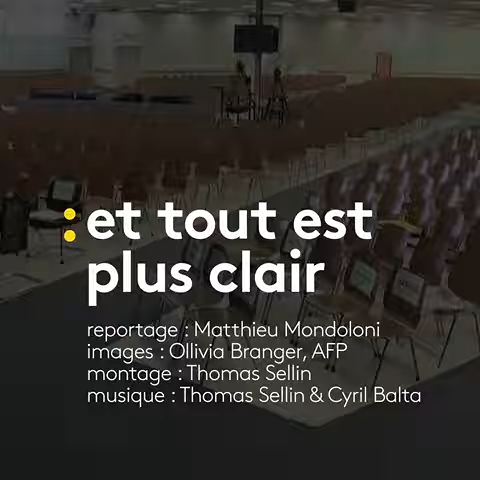 :et tout est
plus clair
reportage : Matthieu Mondoloni
images : Ollivia Branger, AFP
montage : Thomas Sellin
musique : Thomas Sellin & Cyril Balta